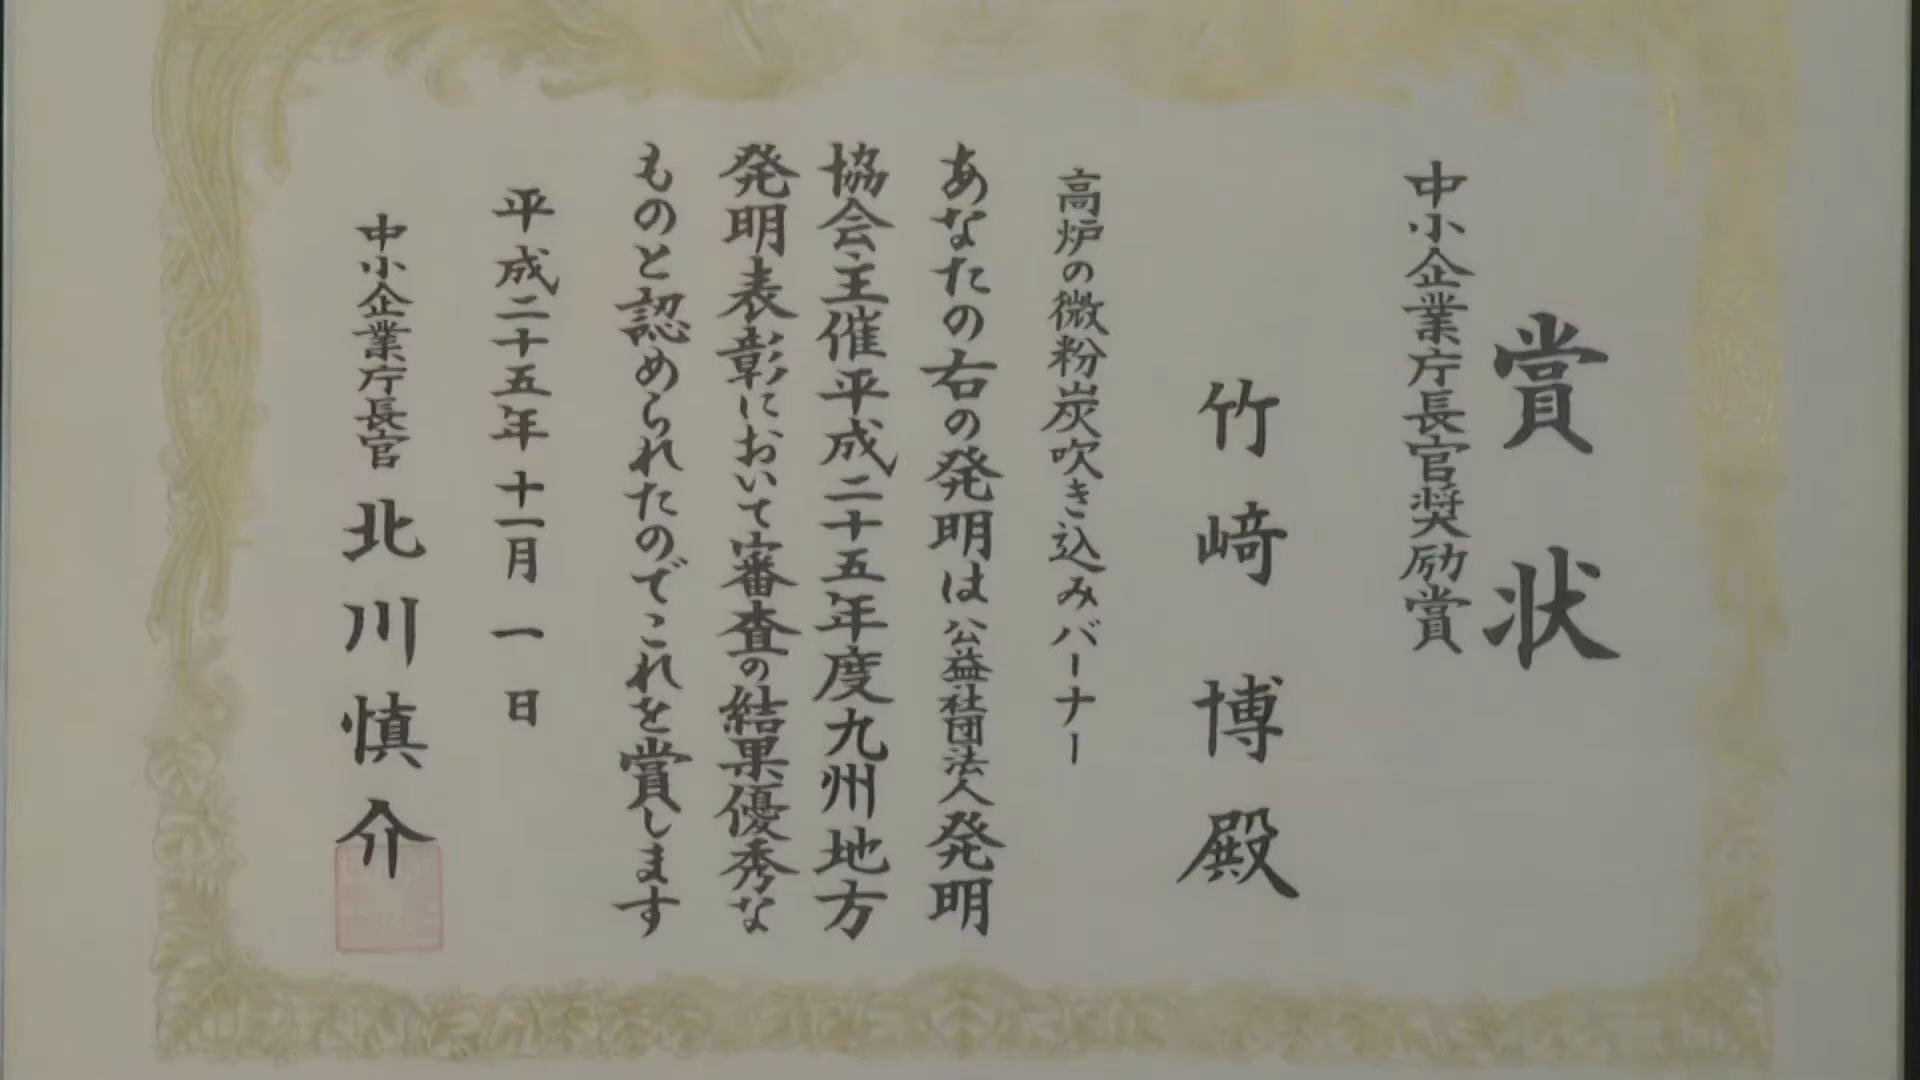 賞状
中小企業庁長官奨励賞
竹﨑博殿
高炉の微粉炭吹き込みバーナー
あなたの右の発明は公益社団法人発明
協会主催平成二十五年度九州地方
発明表彰において審査の結果優秀な
ものと認められたのでこれを賞します
平成二十五年十一月一日
中小企業庁長官 北川慎介